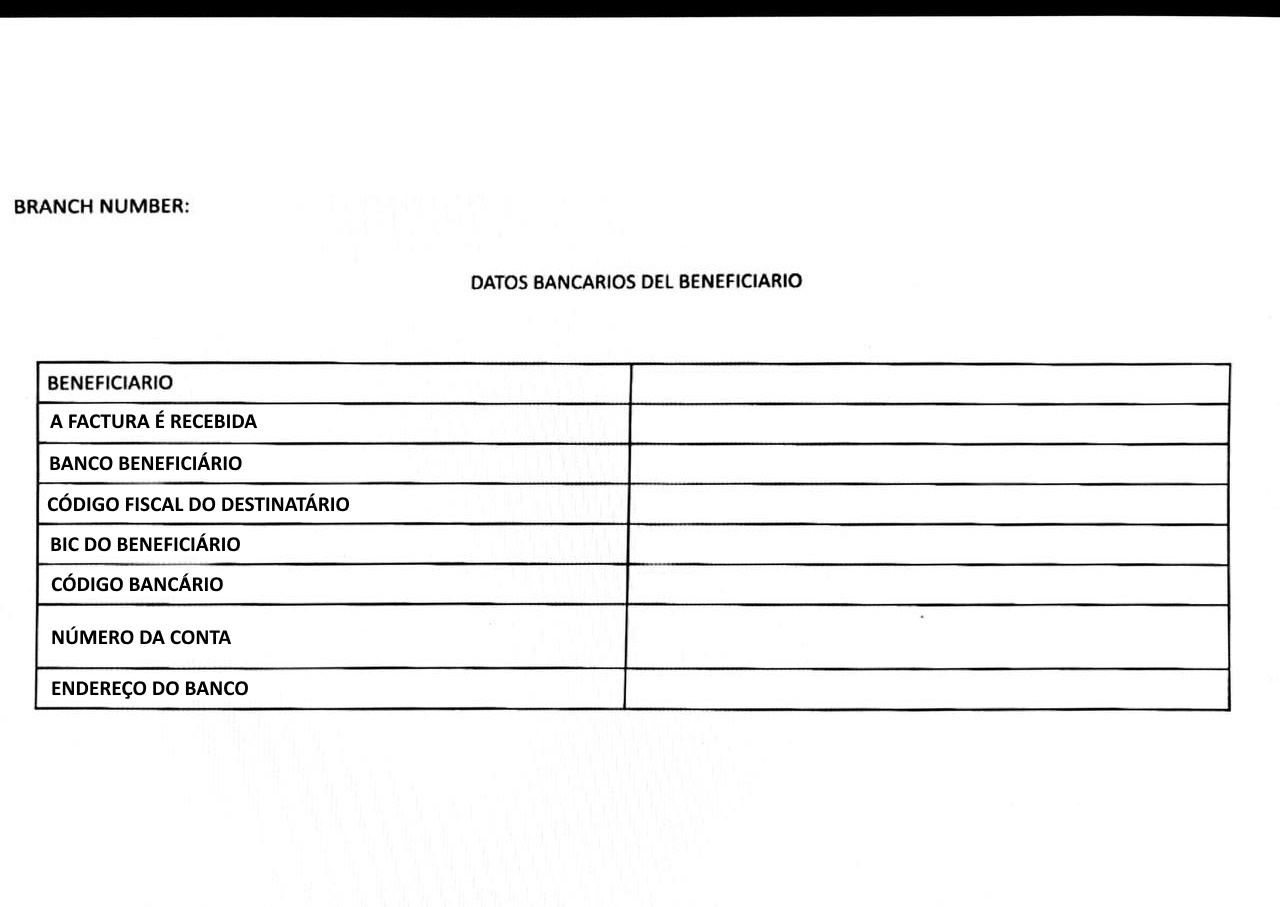 BRANCH NUMBER:
DATOS BANCARIOS DEL BENEFICIARIO
BENEFICIARIO
A FACTURA É RECEBIDA
BANCO BENEFICIÁRIO
CÓDIGO FISCAL DO DESTINATÁRIO
BIC DO BENEFICIÁRIO
CÓDIGO BANCÁRIO
NÚMERO DA CONTA
ENDEREÇO DO BANCO